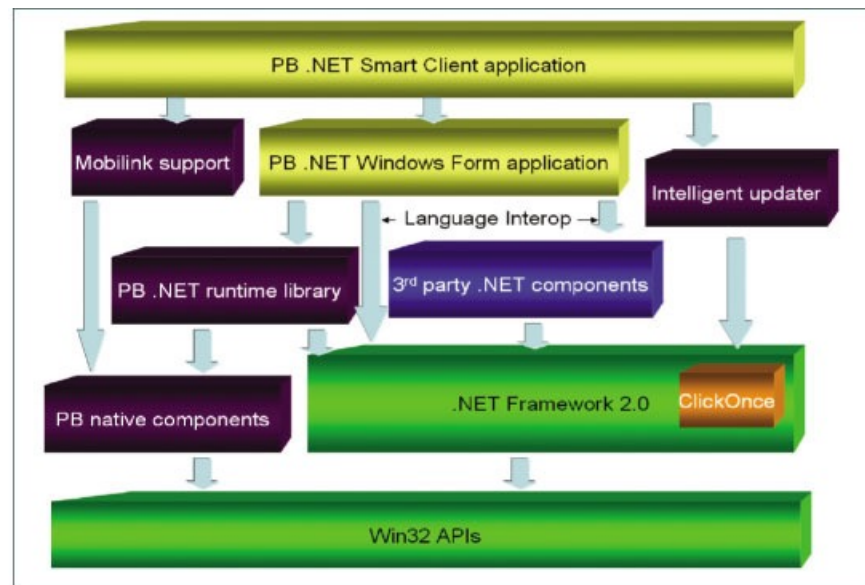 PB .NET Smart Client application
Mobilink support
PB .NET Windows Form application
Intelligent updater
Language Interop
PB .NET runtime library
3rd party .NET components
PB native components
.NET Framework 2.0
ClickOnce
Win32 APIs